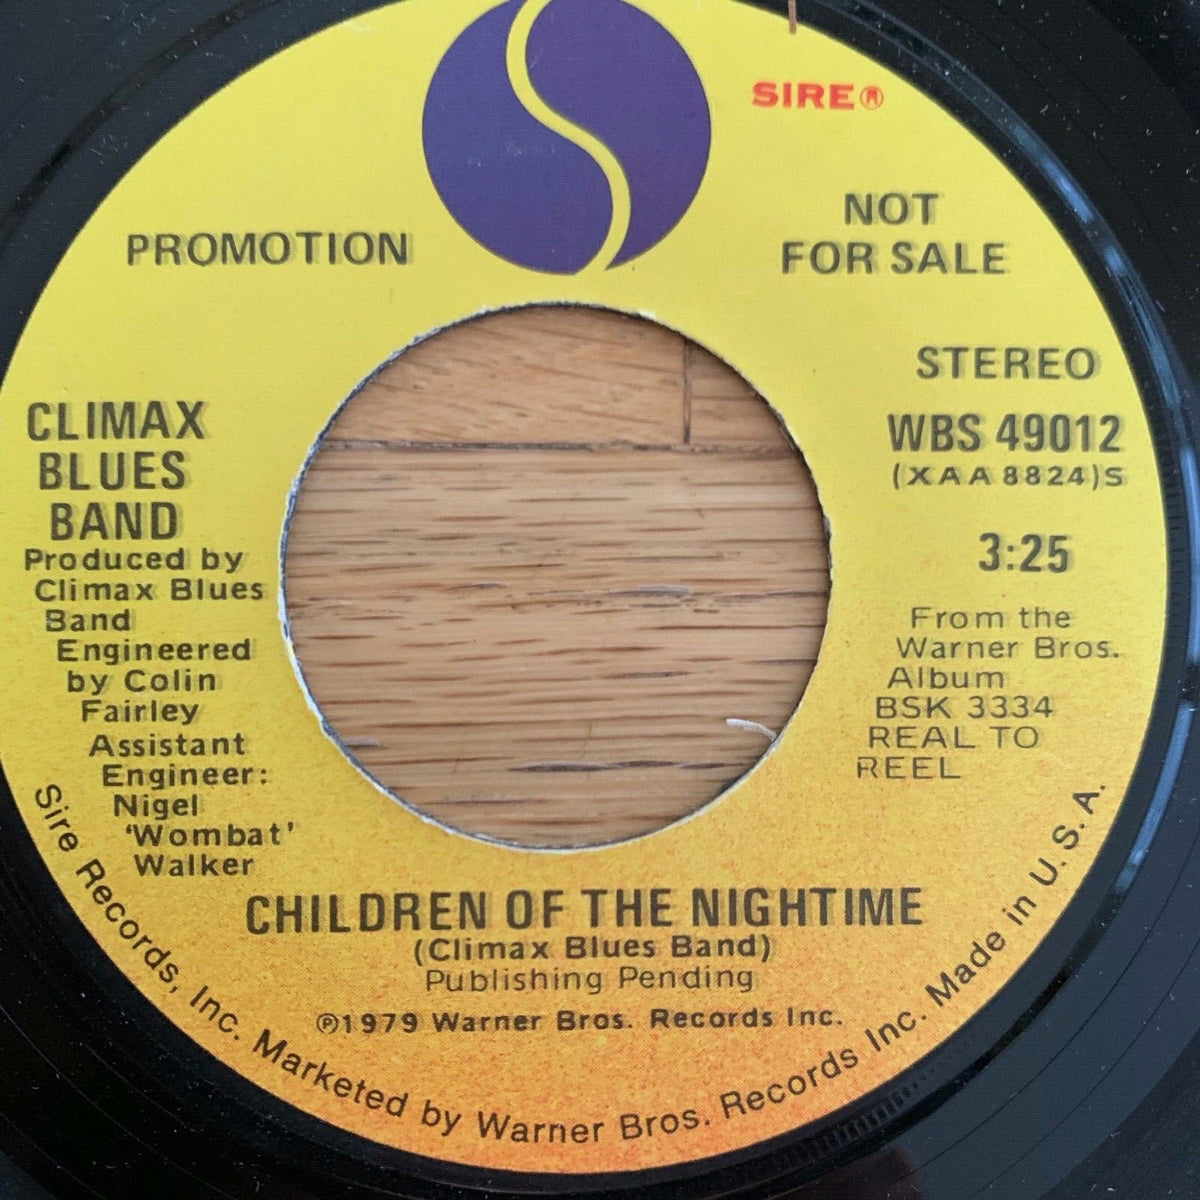 SIRE®
PROMOTION
NOT
FOR SALE
STEREO
WBS 49012
(XAA 8824)S
3:25
From the
Warner Bros.
Album
BSK 3334
REAL TO
REEL
CLIMAX
BLUES
BAND
Produced by
Climax Blues
Band
Engineered
by Colin
Fairley
Assistant
Engineer:
Nigel
'Wombat'
Walker
CHILDREN OF THE NIGHTIME
(Climax Blues Band)
Publishing Pending
℗1979 Warner Bros. Records Inc.
Sire Records, Inc. Marketed by Warner Bros. Records Inc. Made in U.S.A.